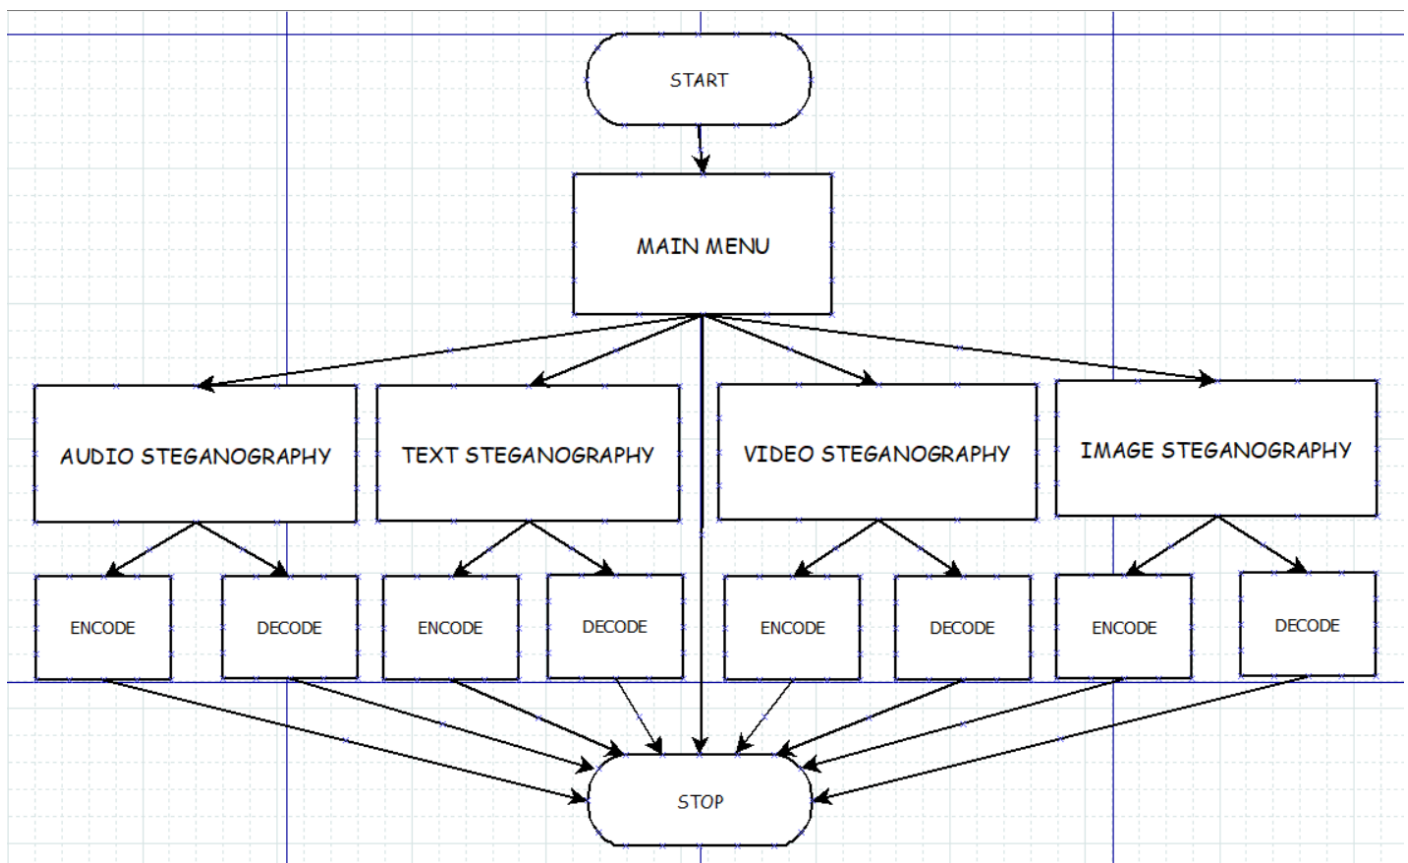 START
MAIN MENU
AUDIO STEGANOGRAPHY
TEXT STEGANOGRAPHY
VIDEO STEGANOGRAPHY
IMAGE STEGANOGRAPHY
ENCODE
DECODE
ENCODE
DECODE
ENCODE
DECODE
ENCODE
DECODE
STOP